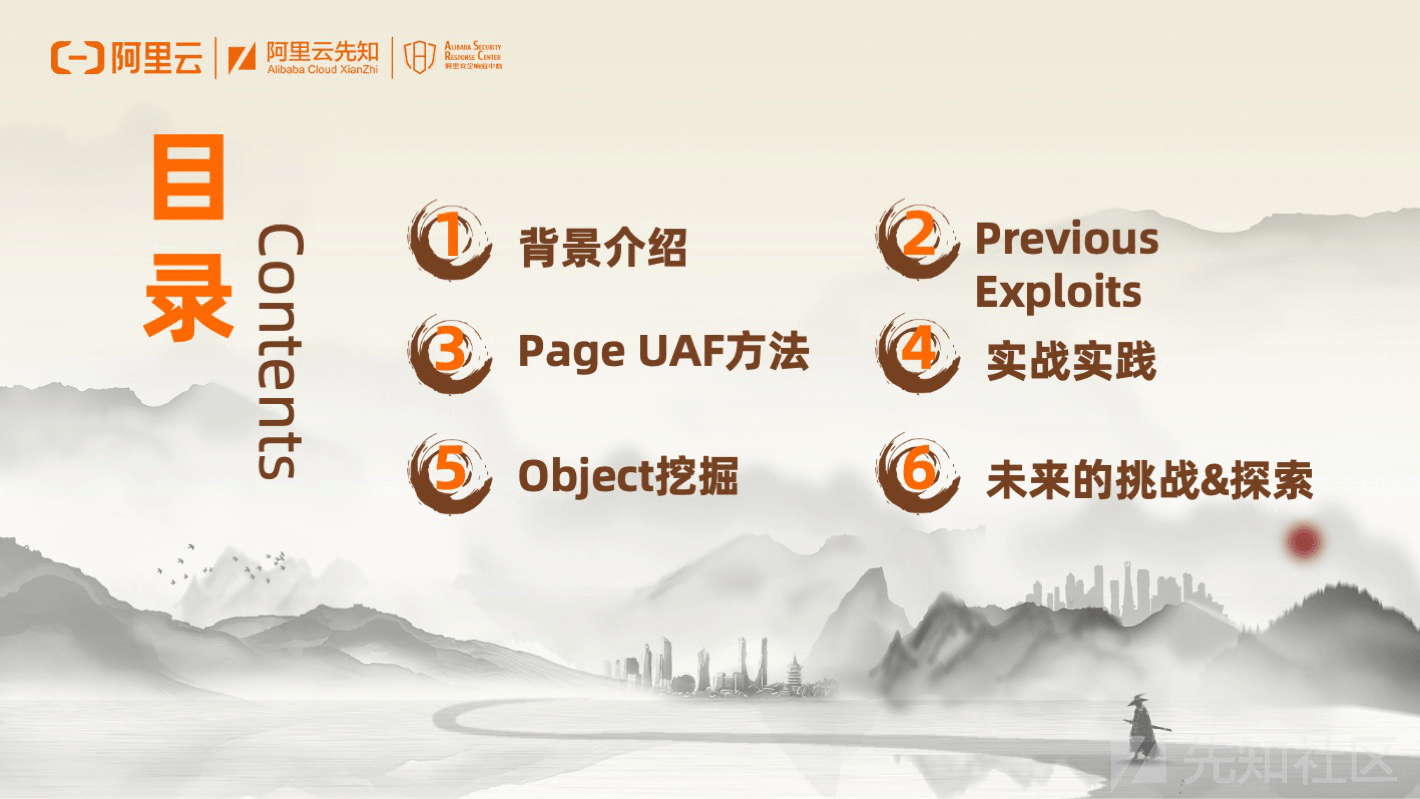 阿里云
阿里云先知
Alibaba Cloud XianZhi
ALIBABA SECURITY
RESPONSE CENTER
阿里安全响应中心
目录
Contents
1 背景介绍
2 Previous
Exploits
3 Page UAF方法
4 实战实践
5 Object挖掘
6 未来的挑战&探索
先知社区